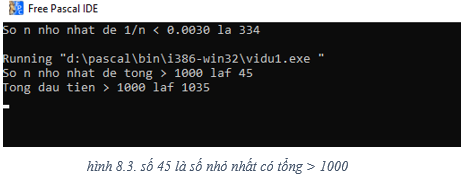 Free Pascal IDE
So n nho nhat de 1/n < 0.0030 la 334
Running "d:\pascal\bin\i386-win32\vidu1.exe "
So n nho nhat de tong > 1000 laf 45
Tong dau tien > 1000 laf 1035
hình 8.3. số 45 là số nhỏ nhất có tổng > 1000